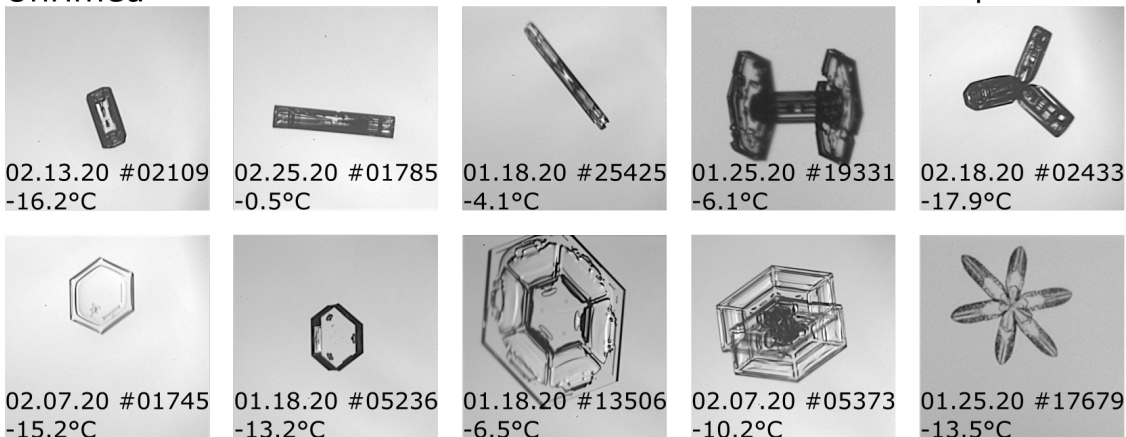 02.13.20 #02109
-16.2°C
02.25.20 #01785
-0.5°C
01.18.20 #25425
-4.1°C
01.25.20 #19331
-6.1°C
02.18.20 #02433
-17.9°C
02.07.20 #01745
-15.2°C
01.18.20 #05236
-13.2°C
01.18.20 #13506
-6.5°C
02.07.20 #05373
-10.2°C
01.25.20 #17679
-13.5°C